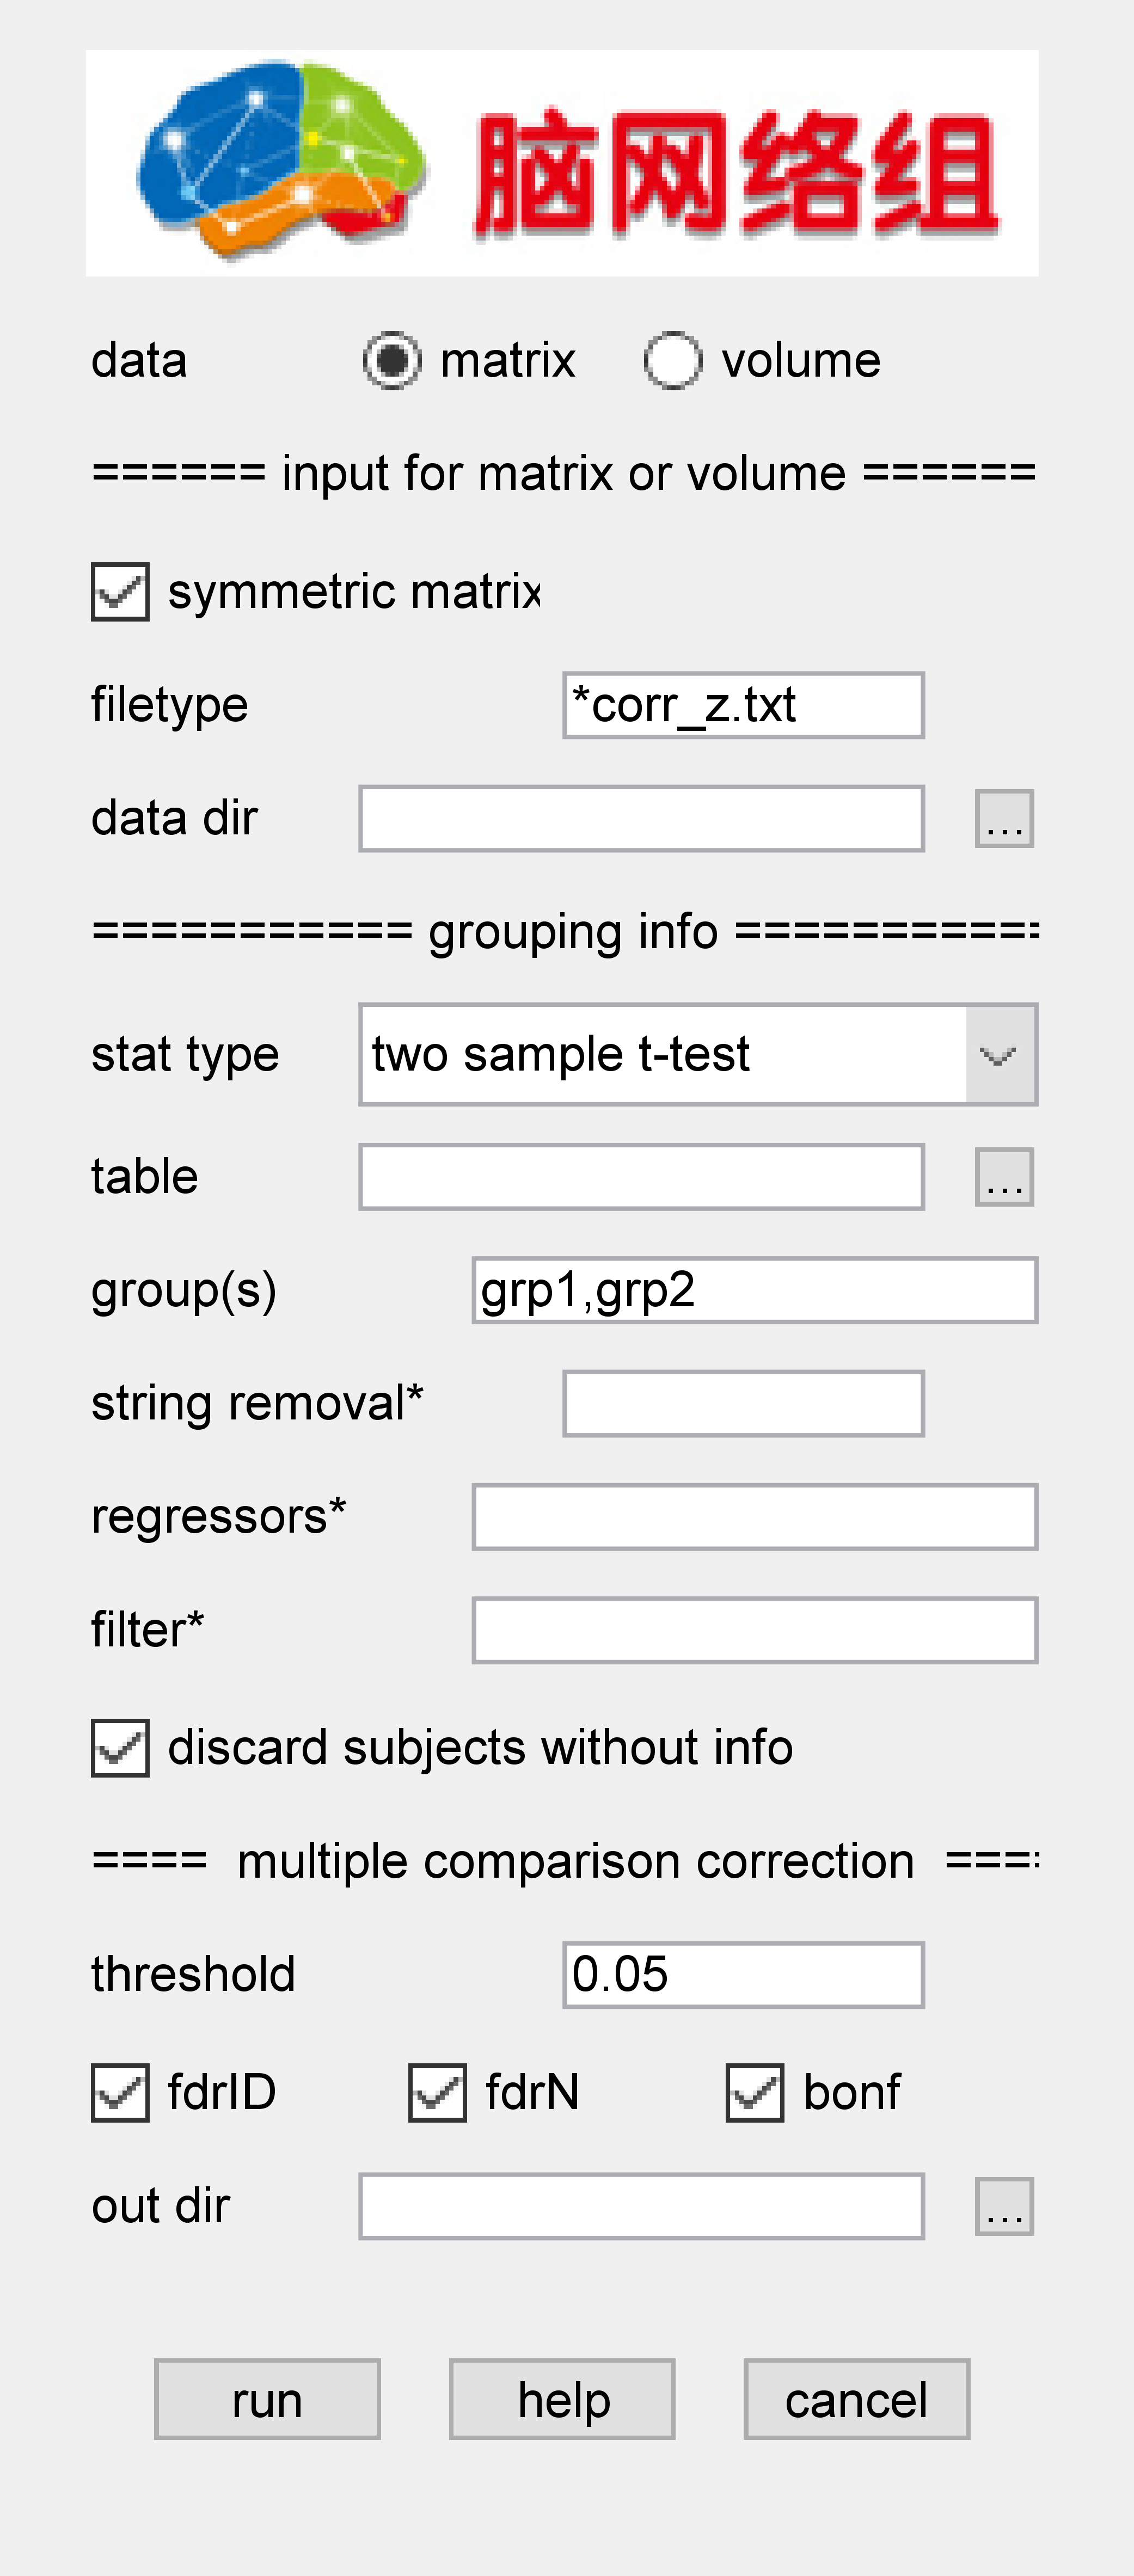 脑网络组
data matrix volume
====== input for matrix or volume ======
symmetric matrix
filetype *corr_z.txt
data dir ...
=========== grouping info ===========
stat type two sample t-test
table ...
group(s) grp1,grp2
string removal*
regressors*
filter*
discard subjects without info
==== multiple comparison correction ====
threshold 0.05
fdrID fdrN bonf
out dir ...
run help cancel